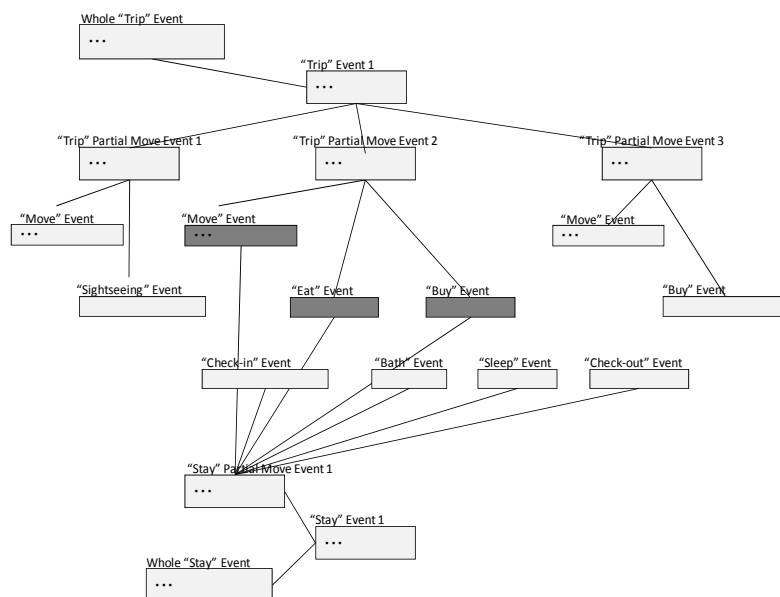 Whole “Trip” Event
...
“Trip” Event 1
...
“Trip” Partial Move Event 1
...
“Trip” Partial Move Event 2
...
“Trip” Partial Move Event 3
...
“Move” Event
...
“Move” Event
...
“Move” Event
...
“Sightseeing” Event
“Eat” Event
“Buy” Event
“Buy” Event
“Check-in” Event
“Bath” Event
“Sleep” Event
“Check-out” Event
“Stay” Partial Move Event 1
...
“Stay” Event 1
...
Whole “Stay” Event
...